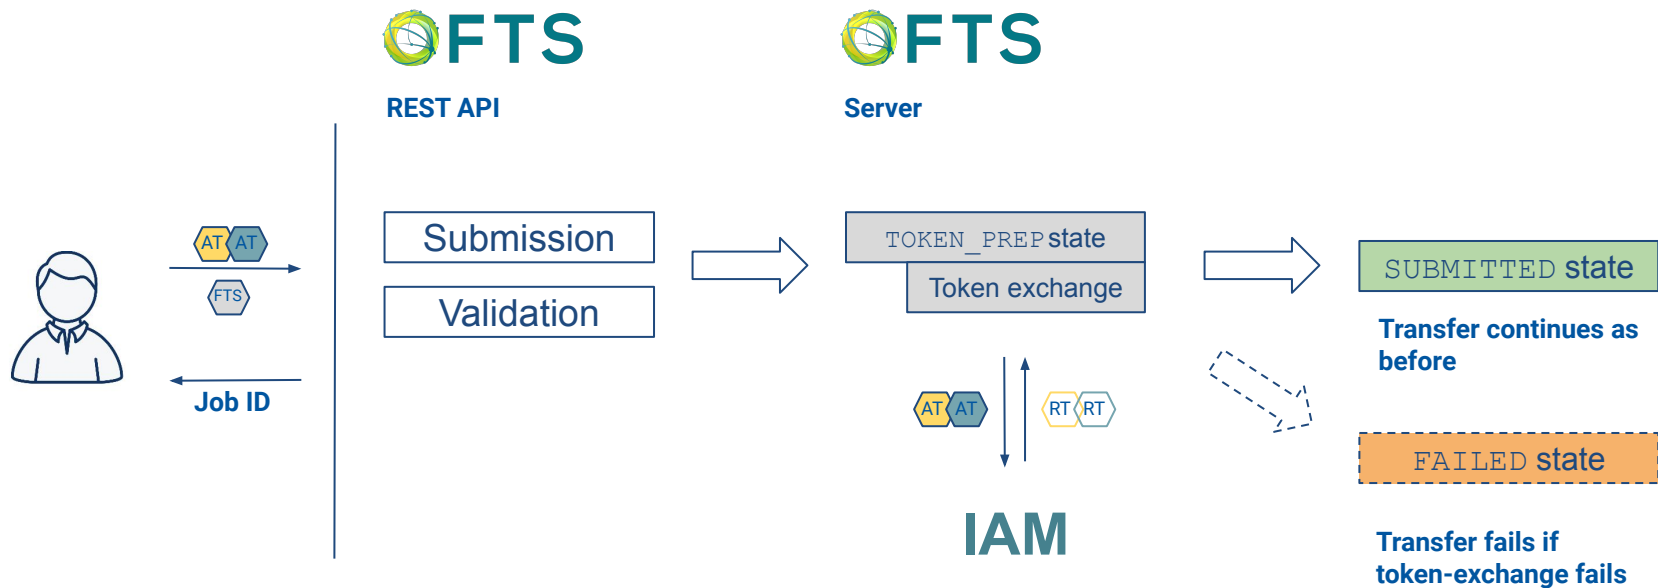 FTS
FTS
REST API
Server
Submission
Validation
TOKEN_PREP state
Token exchange
SUBMITTED state
Transfer continues as
before
AT AT
FTS
Job ID
AT AT
RT RT
FAILED state
IAM
Transfer fails if
token-exchange fails